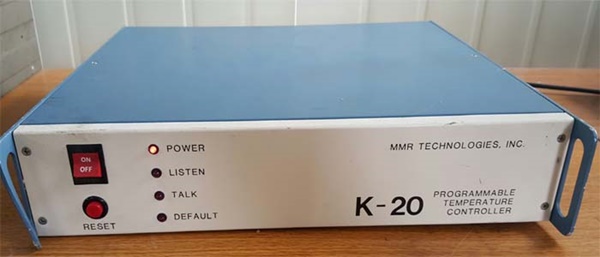 ON
OFF
RESET
POWER
LISTEN
TALK
DEFAULT
MMR TECHNOLOGIES, INC.
K-20
PROGRAMMABLE
TEMPERATURE
CONTROLLER